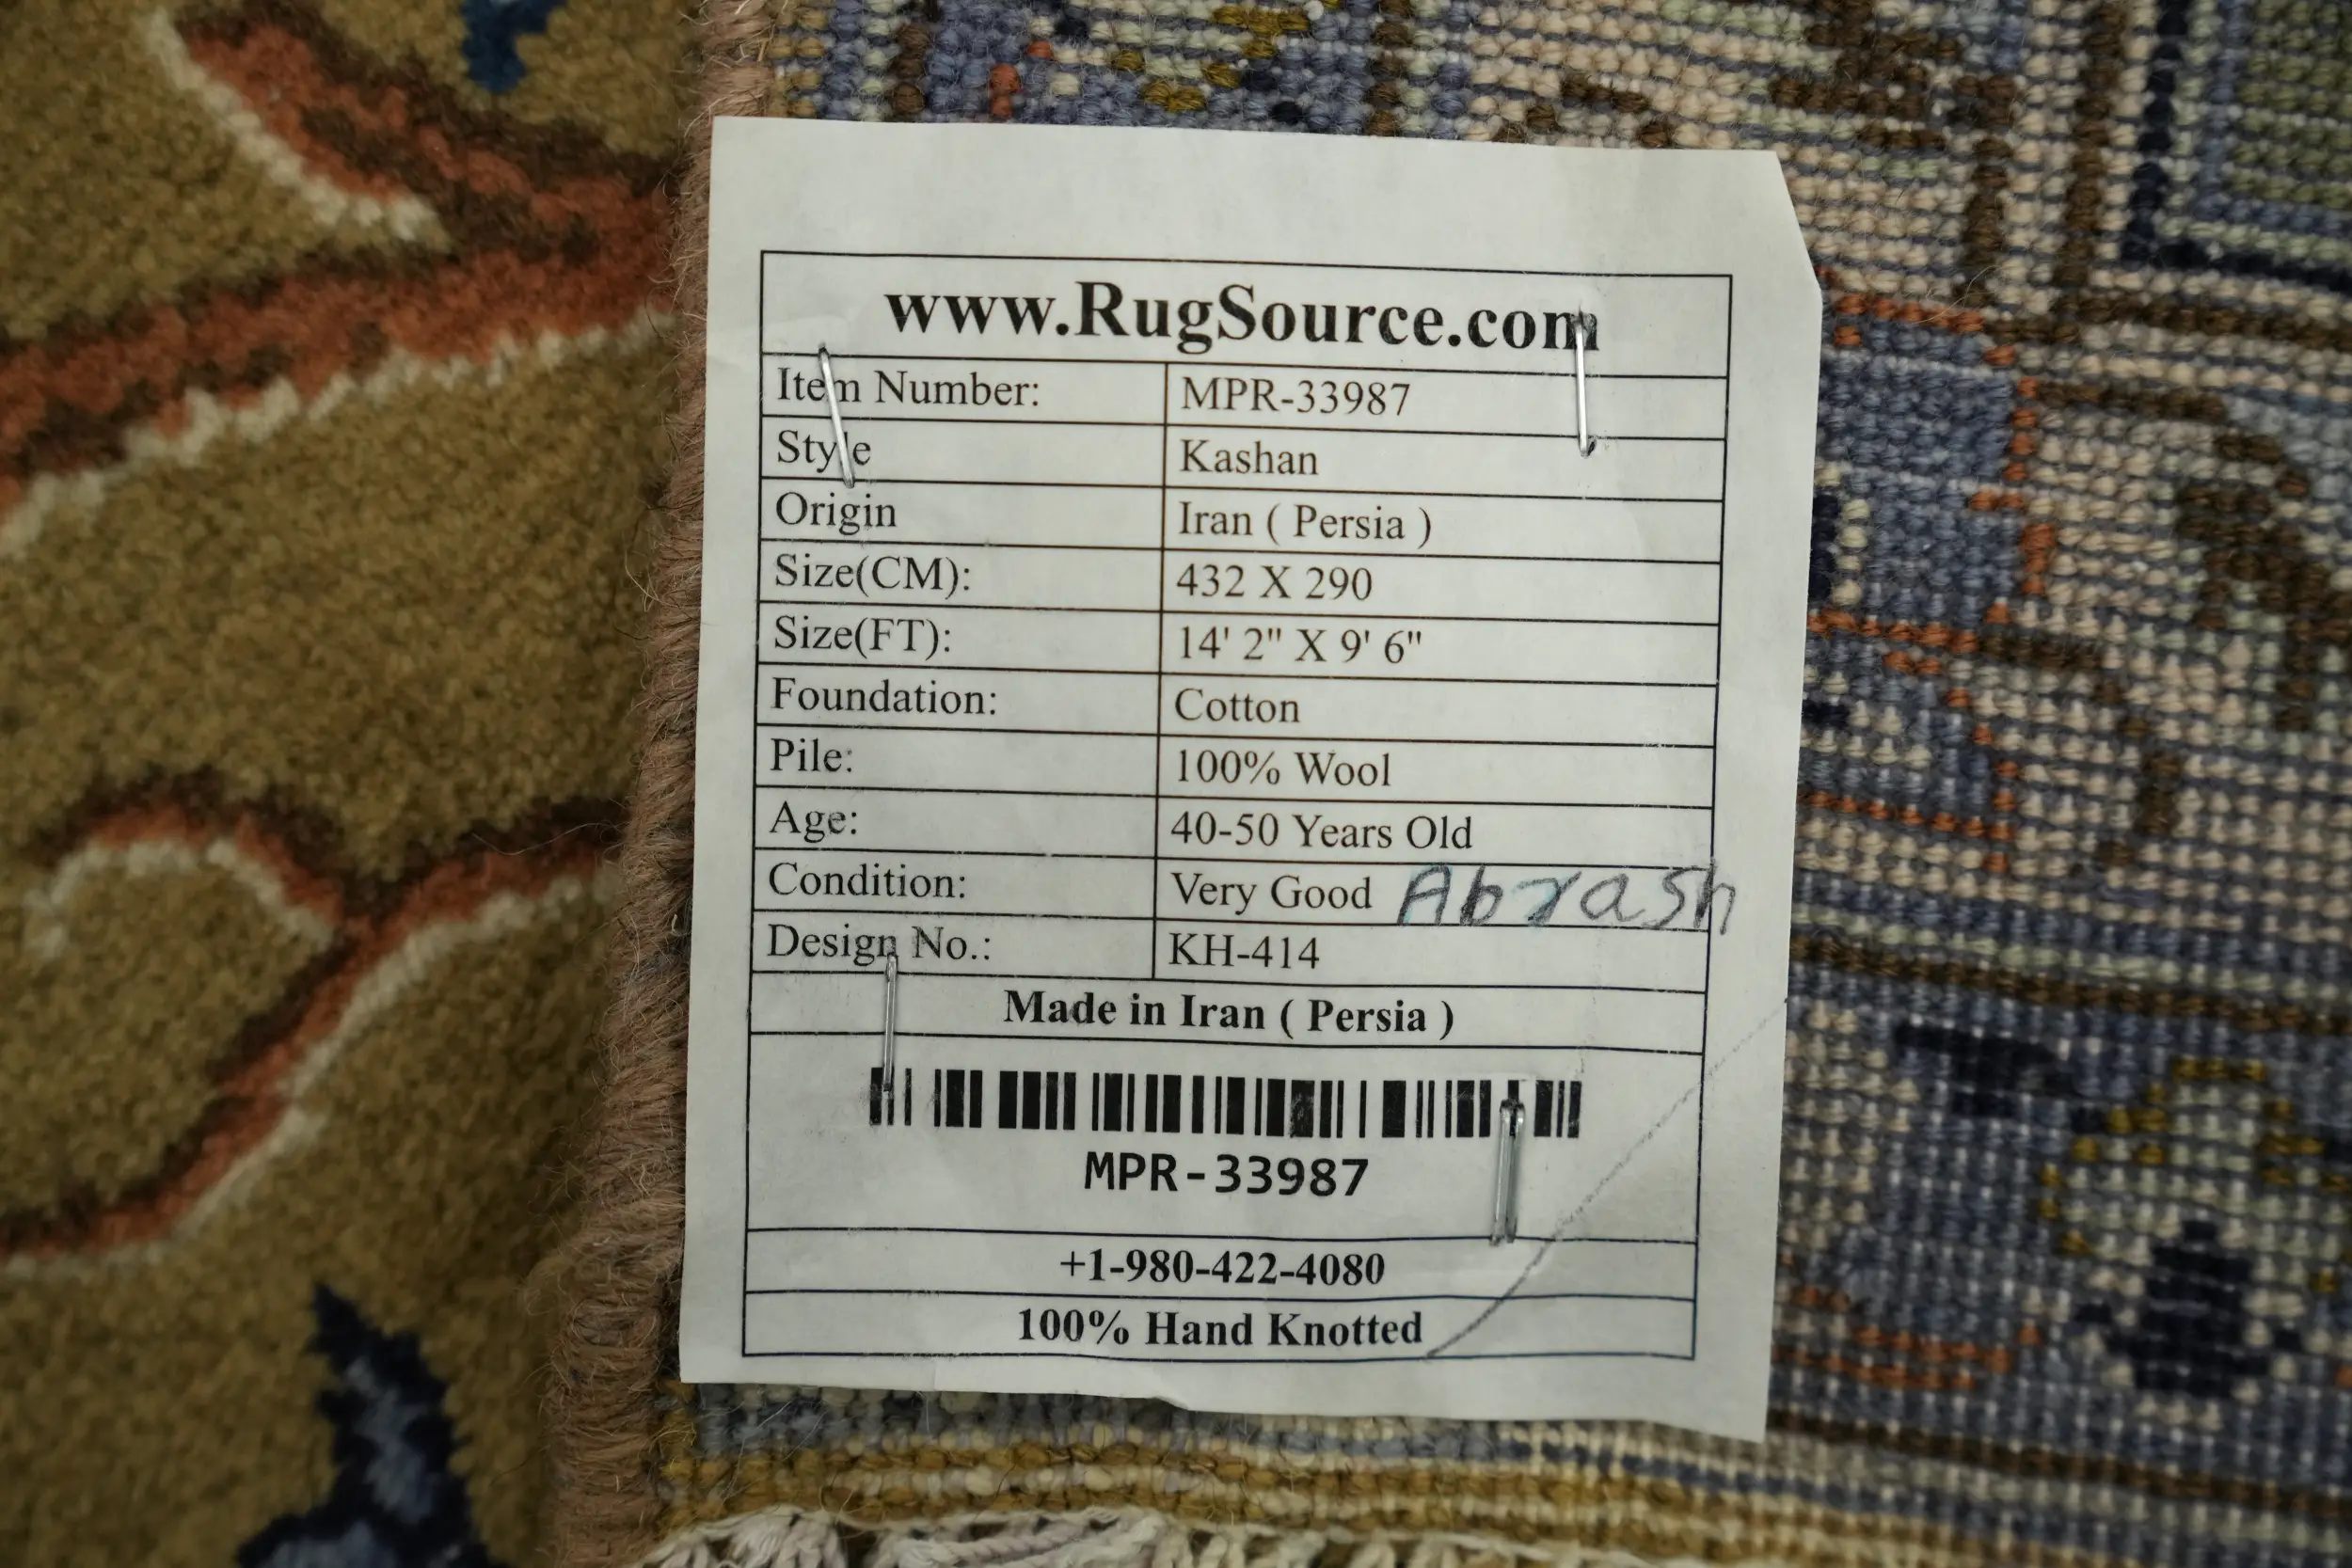 www.RugSource.com
Item Number: MPR-33987
Style Kashan
Origin Iran ( Persia )
Size(CM): 432 X 290
Size(FT): 14' 2" X 9' 6"
Foundation: Cotton
Pile: 100% Wool
Age: 40-50 Years Old
Condition: Very Good Abrash
Design No.: KH-414
Made in Iran ( Persia )
MPR-33987
+1-980-422-4080
100% Hand Knotted